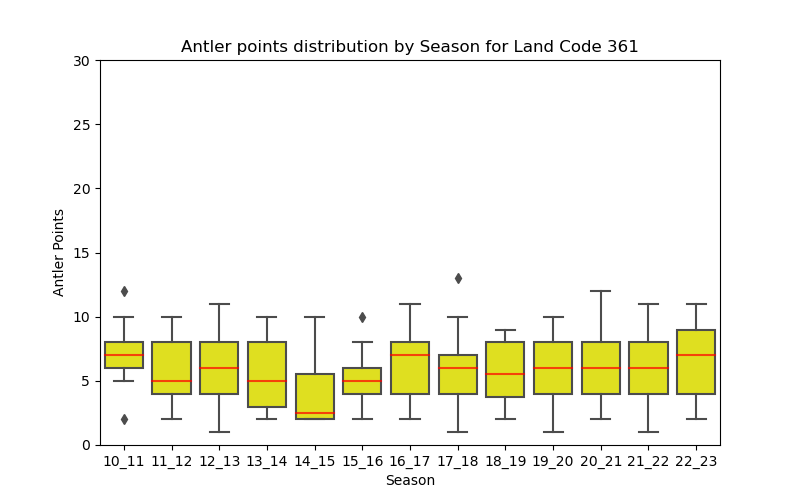 Antler points distribution by Season for Land Code 361
30
25
20
15
10
5
0
Antler Points
10_11 11_12 12_13 13_14 14_15 15_16 16_17 17_18 18_19 19_20 20_21 21_22 22_23
Season